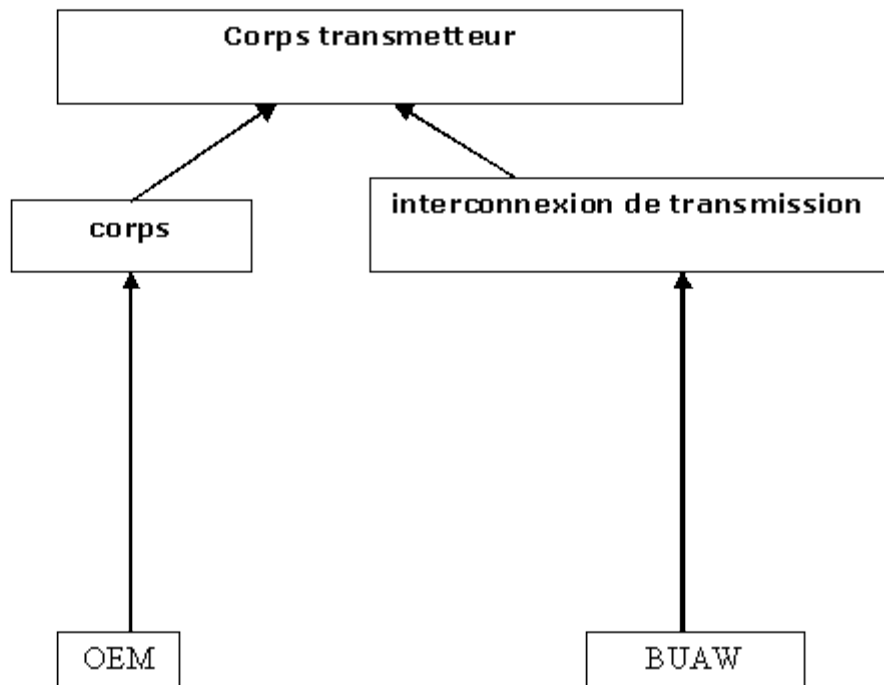 Corps transmetteur
corps
interconnexion de transmission
OEM
BUAW